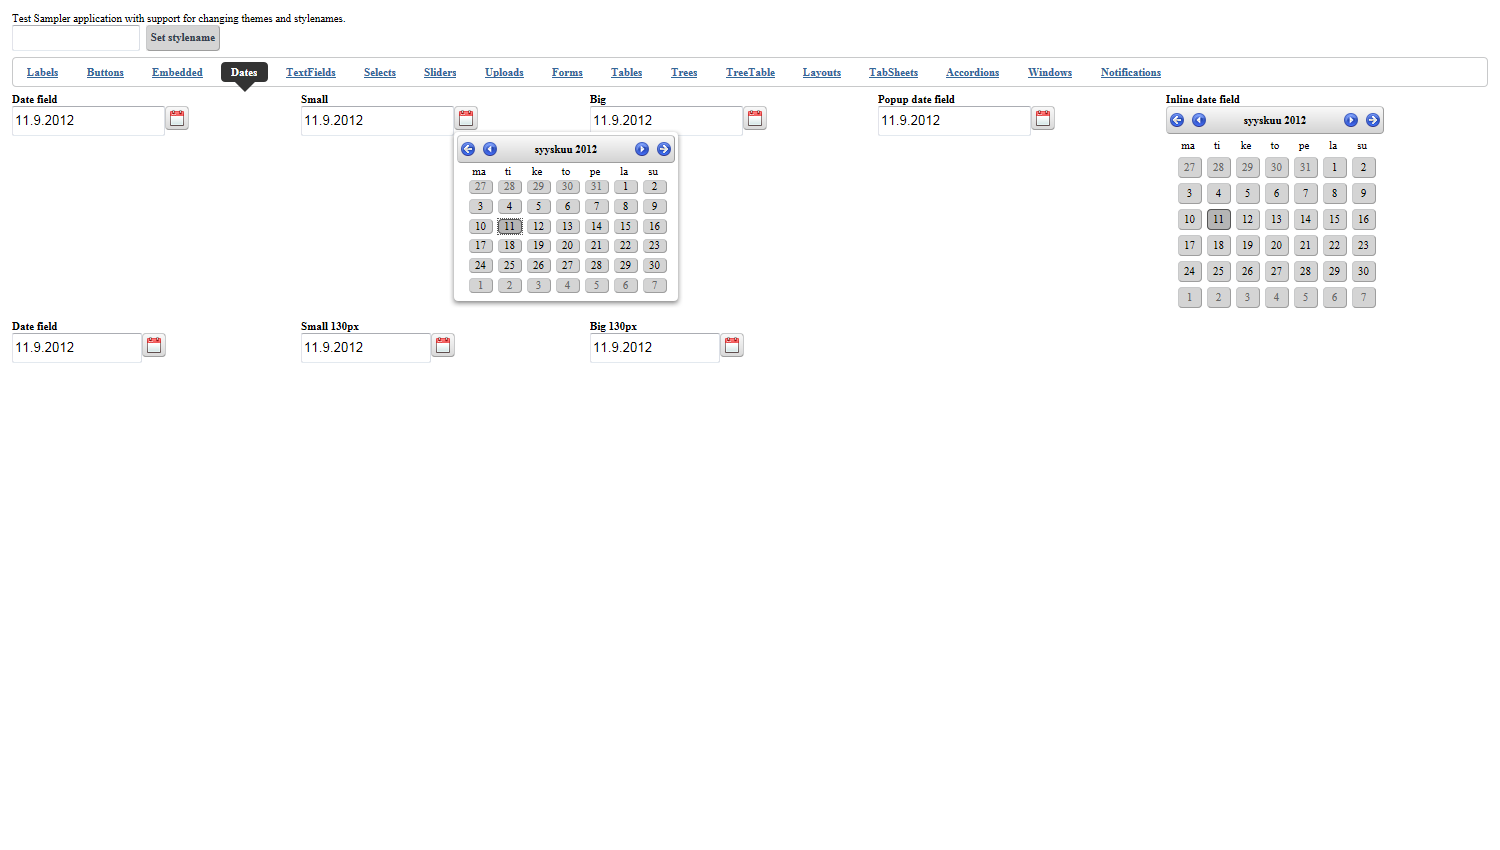 Test Sampler application with support for changing themes and stylenames.
Set stylename
Labels Buttons Embedded Dates TextFields Selects Sliders Uploads Forms Tables Trees TreeTable Layouts TabSheets Accordions Windows Notifications
Date field Small Big Popup date field Inline date field
11.9.2012 11.9.2012 11.9.2012 11.9.2012
syyskuu 2012
ma ti ke to pe la su
27 28 29 30 31 1 2
3 4 5 6 7 8 9
10 11 12 13 14 15 16
17 18 19 20 21 22 23
24 25 26 27 28 29 30
1 2 3 4 5 6 7
syyskuu 2012
ma ti ke to pe la su
27 28 29 30 31 1 2
3 4 5 6 7 8 9
10 11 12 13 14 15 16
17 18 19 20 21 22 23
24 25 26 27 28 29 30
1 2 3 4 5 6 7
Date field Small 130px Big 130px
11.9.2012 11.9.2012 11.9.2012